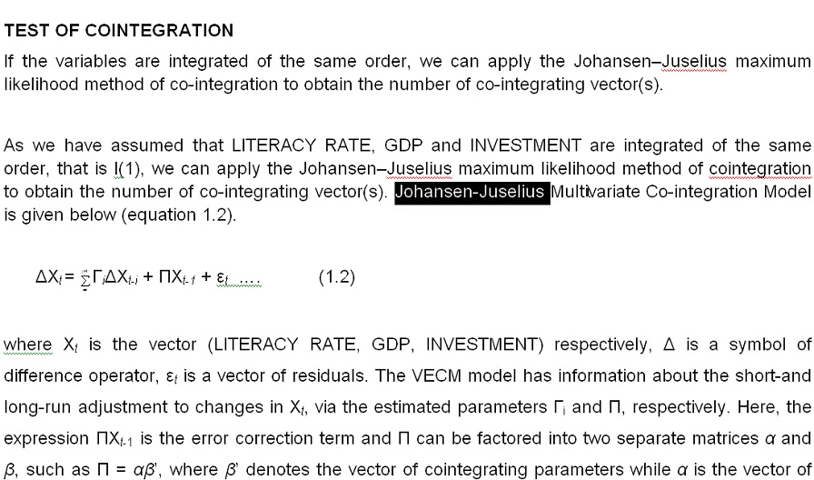 TEST OF COINTEGRATION
If the variables are integrated of the same order, we can apply the Johansen–Juselius maximum
likelihood method of co-integration to obtain the number of co-integrating vector(s).
As we have assumed that LITERACY RATE, GDP and INVESTMENT are integrated of the same
order, that is I(1), we can apply the Johansen–Juselius maximum likelihood method of cointegration
to obtain the number of co-integrating vector(s). Johansen-Juselius Multivariate Co-integration Model
is given below (equation 1.2).
ΔXₜ= ∑ΓᵢΔXₜ₋ᵢ + ΠXₜ₋₁ + εₜ .... (1.2)
where Xₜ is the vector (LITERACY RATE, GDP, INVESTMENT) respectively, Δ is a symbol of
difference operator, εₜ is a vector of residuals. The VECM model has information about the short-and
long-run adjustment to changes in Xₜ, via the estimated parameters Γᵢ and Π, respectively. Here, the
expression ΠXₜ₋₁ is the error correction term and Π can be factored into two separate matrices α and
β, such as Π = αβ', where β' denotes the vector of cointegrating parameters while α is the vector of